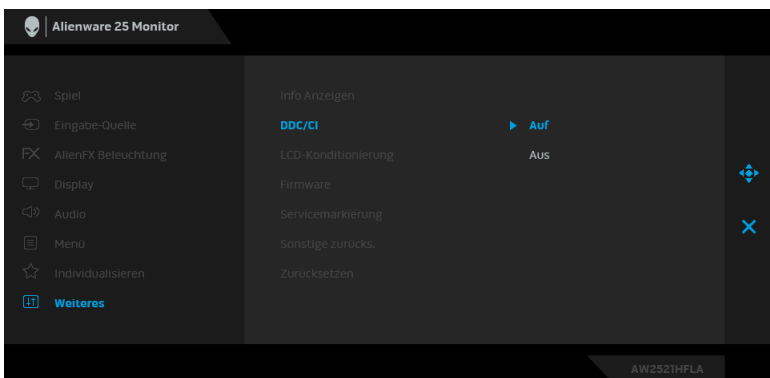 Alienware 25 Monitor
Spiel
Eingabe-Quelle
AlienFX Beleuchtung
Display
Audio
Menü
Individualisieren
Weiteres
Info Anzeigen
DDC/CI
Auf
Aus
LCD-Konditionierung
Firmware
Servicemarkierung
Sonstige zurücks.
Zurücksetzen
AW2521HFLA